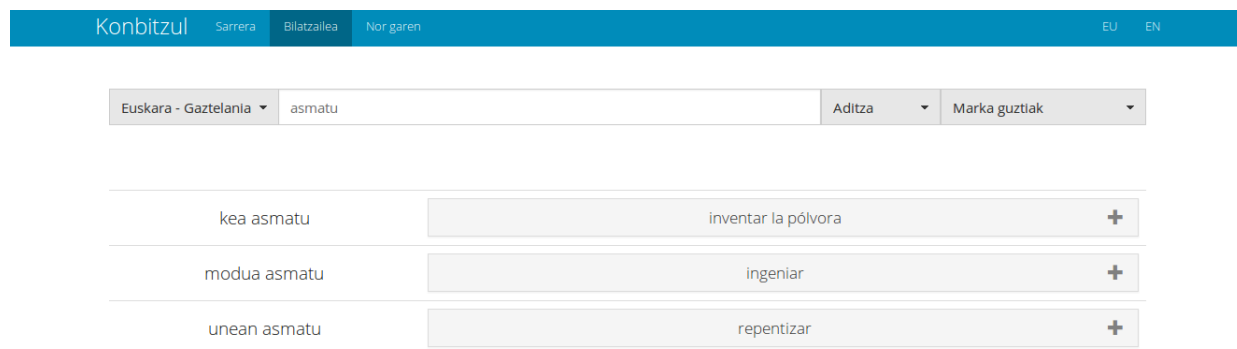 Konbitzul Sarrera Bilatzailea Nor garen EU EN
Euskara - Gaztelania asmatu Aditza Marka guztiak
kea asmatu inventar la pólvora
modua asmatu ingeniar
unean asmatu repentizar